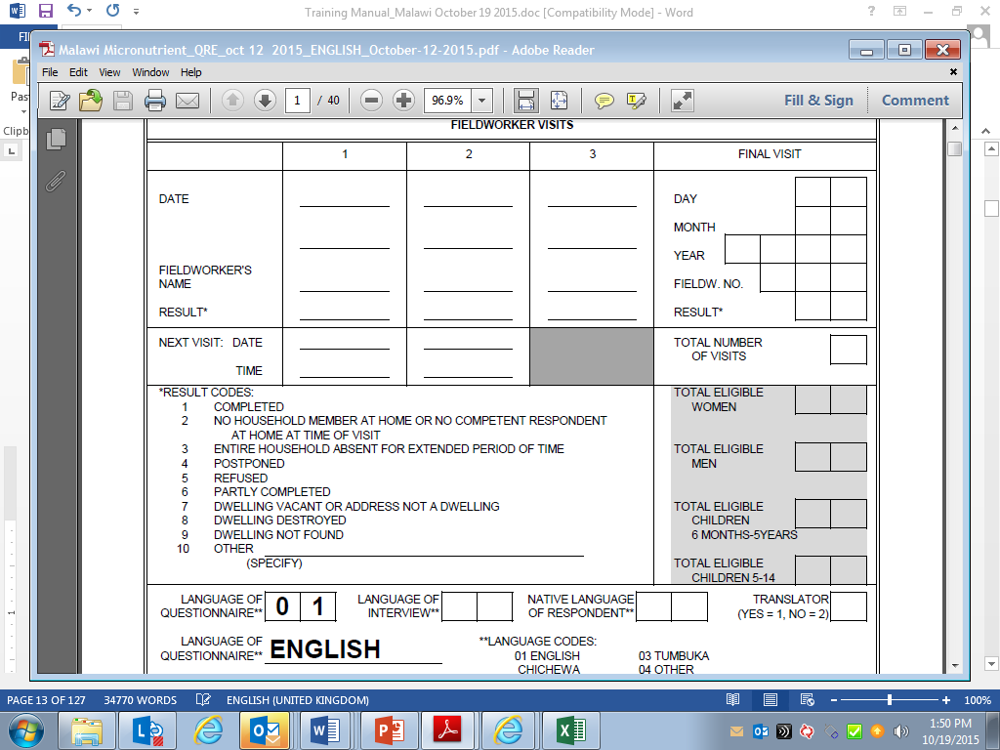 Training Manual_Malawi October 19 2015.doc [Compatibility Mode] - Word
FI
Malawi Micronutrient_QRE_oct 12 2015_ENGLISH_October-12-2015.pdf - Adobe Reader
File Edit View Window Help
Past
1 / 40 96.9% Fill & Sign Comment
Clipb
FIELDWORKER VISITS
1 2 3 FINAL VISIT
DATE DAY
MONTH
YEAR
FIELDWORKER'S
NAME FIELDW. NO.
RESULT* RESULT*
NEXT VISIT: DATE TOTAL NUMBER
OF VISITS
TIME
*RESULT CODES: TOTAL ELIGIBLE
1 COMPLETED WOMEN
2 NO HOUSEHOLD MEMBER AT HOME OR NO COMPETENT RESPONDENT
AT HOME AT TIME OF VISIT
3 ENTIRE HOUSEHOLD ABSENT FOR EXTENDED PERIOD OF TIME TOTAL ELIGIBLE
4 POSTPONED MEN
5 REFUSED
6 PARTLY COMPLETED
7 DWELLING VACANT OR ADDRESS NOT A DWELLING TOTAL ELIGIBLE
8 DWELLING DESTROYED CHILDREN
9 DWELLING NOT FOUND 6 MONTHS-5YEARS
10 OTHER
(SPECIFY) TOTAL ELIGIBLE
CHILDREN 5-14
LANGUAGE OF LANGUAGE OF NATIVE LANGUAGE TRANSLATOR
QUESTIONNAIRE** 0 1 INTERVIEW** OF RESPONDENT** (YES = 1, NO = 2)
LANGUAGE OF **LANGUAGE CODES:
QUESTIONNAIRE** ENGLISH 01 ENGLISH 03 TUMBUKA
CHICHEWA 04 OTHER
PAGE 13 OF 127 34770 WORDS ENGLISH (UNITED KINGDOM) 100%
1:50 PM
10/19/2015